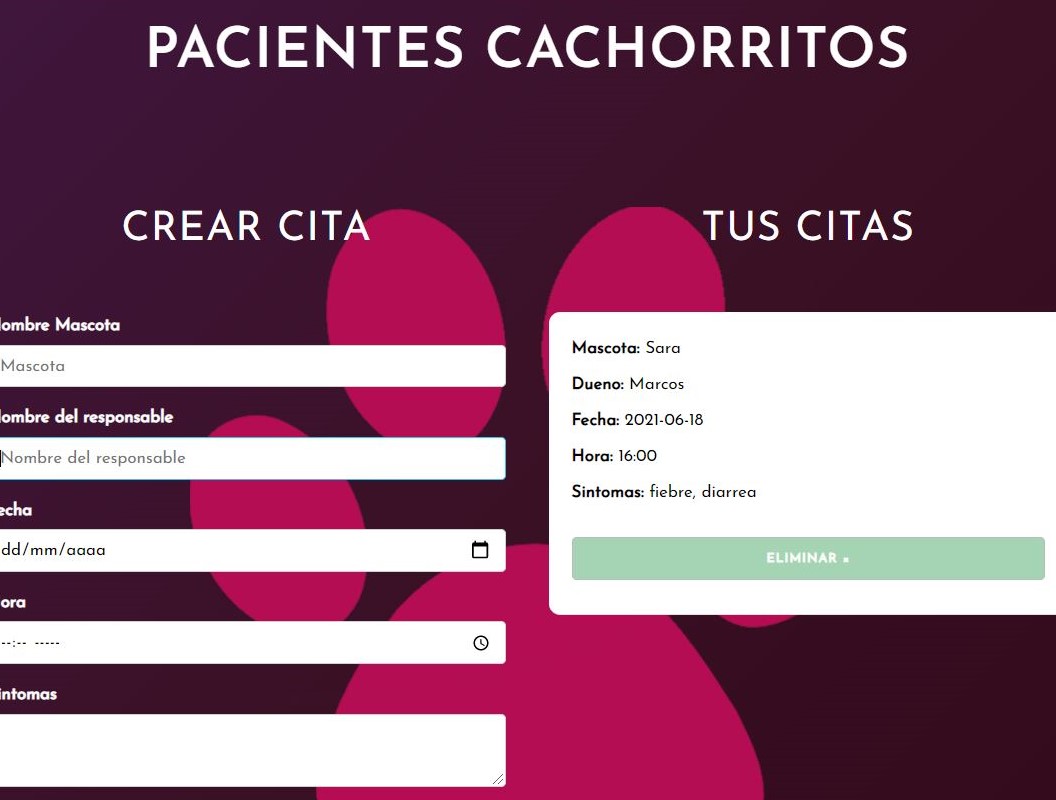 PACIENTES CACHORRITOS
CREAR CITA
ombre Mascota
Mascota
ombre del responsable
Nombre del responsable
echa
dd/mm/aaaa
ora
--:-- -----
intomas
TUS CITAS
Mascota: Sara
Dueno: Marcos
Fecha: 2021-06-18
Hora: 16:00
Sintomas: fiebre, diarrea
ELIMINAR ×